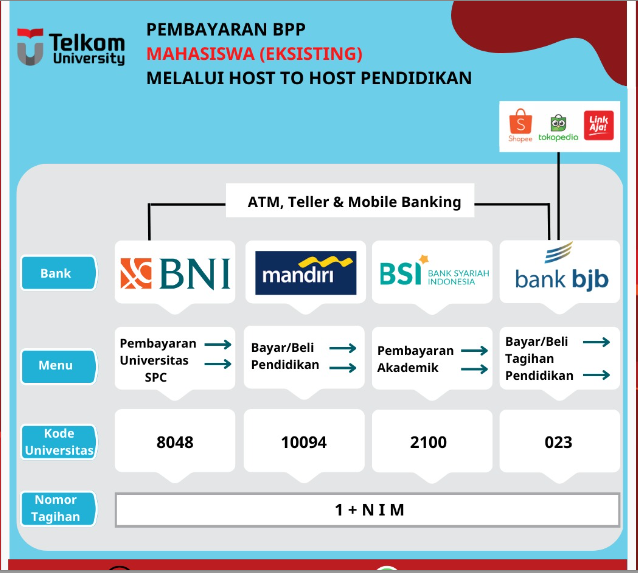 Telkom
University
PEMBAYARAN BPP
MAHASISWA (EKSISTING)
MELALUI HOST TO HOST PENDIDIKAN
Shopee
tokopedia
Link
Aja!
ATM, Teller & Mobile Banking
Bank
BNI
mandiri
BSI BANK SYARIAH
INDONESIA
bank bjb
Menu
Pembayaran
Universitas
SPC
Bayar/Beli
Pendidikan
Pembayaran
Akademik
Bayar/Beli
Tagihan
Pendidikan
Kode
Universitas
8048
10094
2100
023
Nomor
Tagihan
1 + N I M